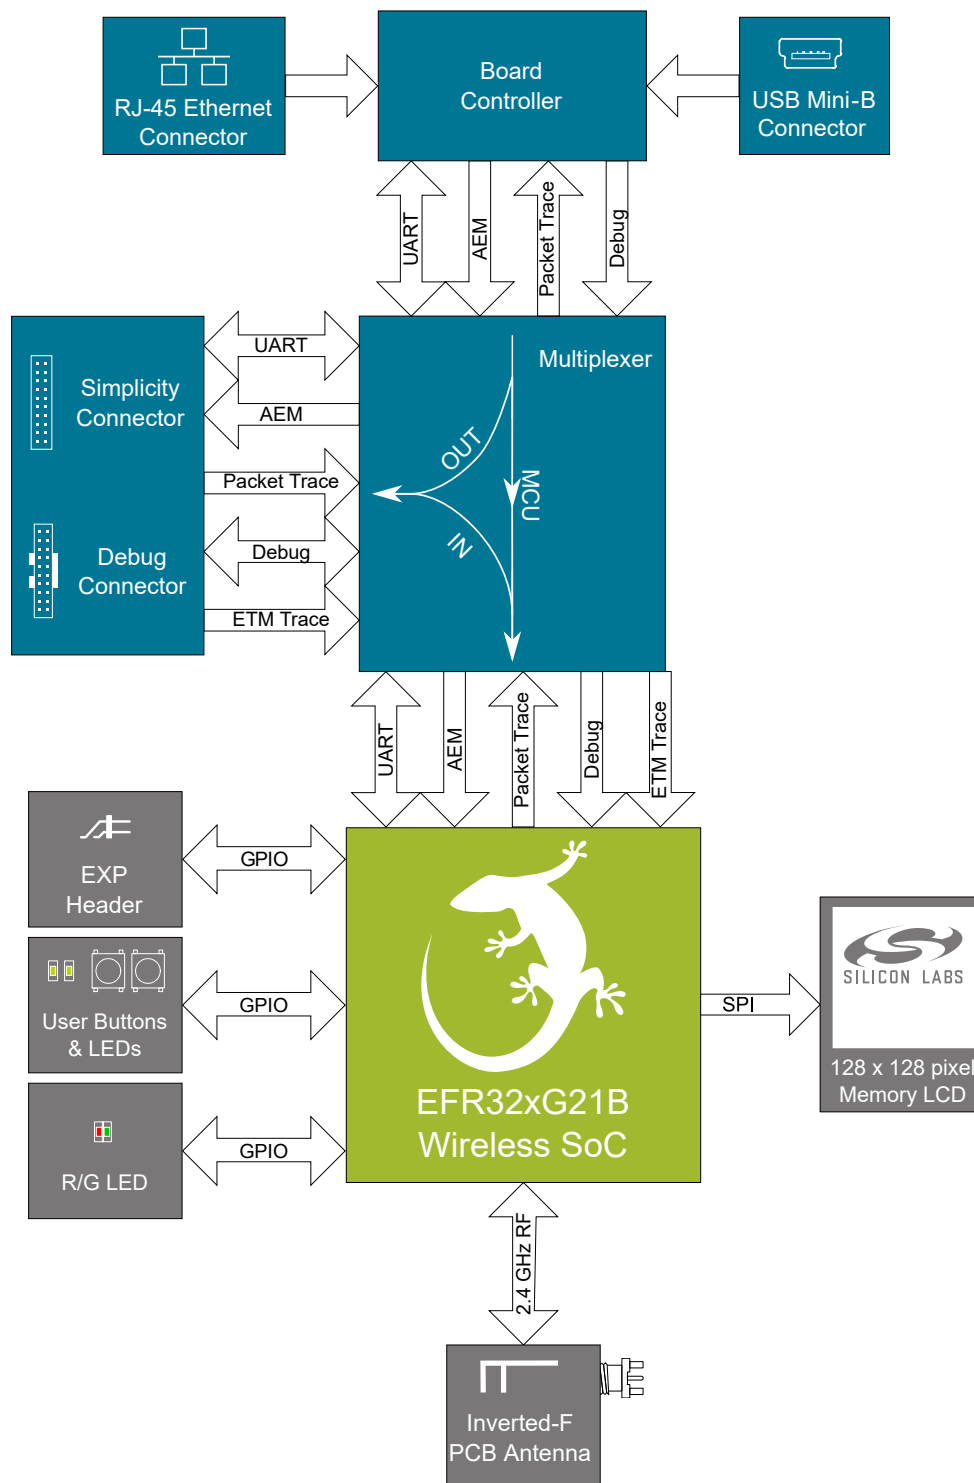 RJ-45 Ethernet
Connector
Board
Controller
USB Mini-B
Connector
UART
AEM
Packet Trace
Debug
Simplicity
Connector
Debug
Connector
UART
AEM
Packet Trace
Debug
ETM Trace
Multiplexer
OUT
MCU
IN
UART
AEM
Packet Trace
Debug
ETM Trace
EXP
Header
GPIO
User Buttons
& LEDs
GPIO
R/G LED
GPIO
EFR32xG21B
Wireless SoC
SPI
SILICON LABS
128 x 128 pixel
Memory LCD
2.4 GHz RF
Inverted-F
PCB Antenna